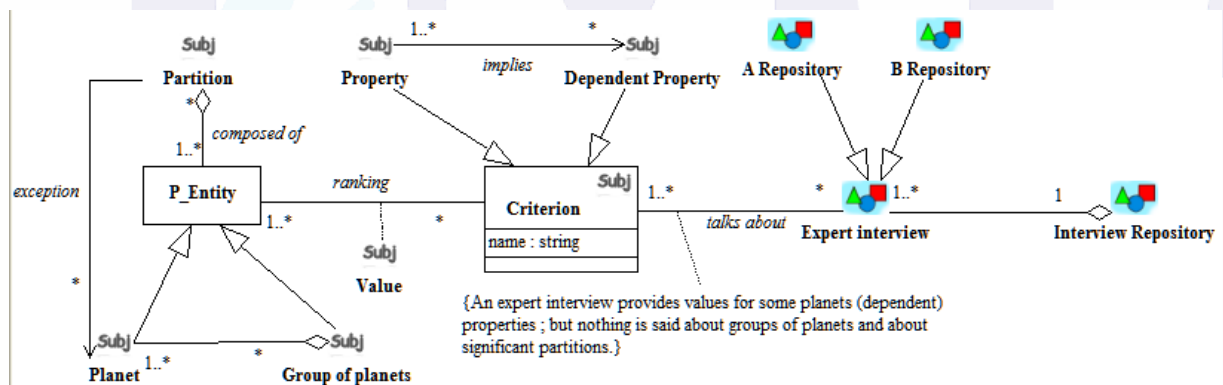 1..*
*
Subj
Subj
Subj
implies
Partition
Property
Dependent Property
A Repository
B Repository
*
composed of
1..*
exception
P_Entity
ranking
1..*
*
Subj
Criterion
name : string
1..*
*
talks about
1..*
1
Expert interview
Interview Repository
Subj
Value
{An expert interview provides values for some planets (dependent)
properties ; but nothing is said about groups of planets and about
significant partitions.}
*
Subj
1..*
*
Subj
Planet
Group of planets